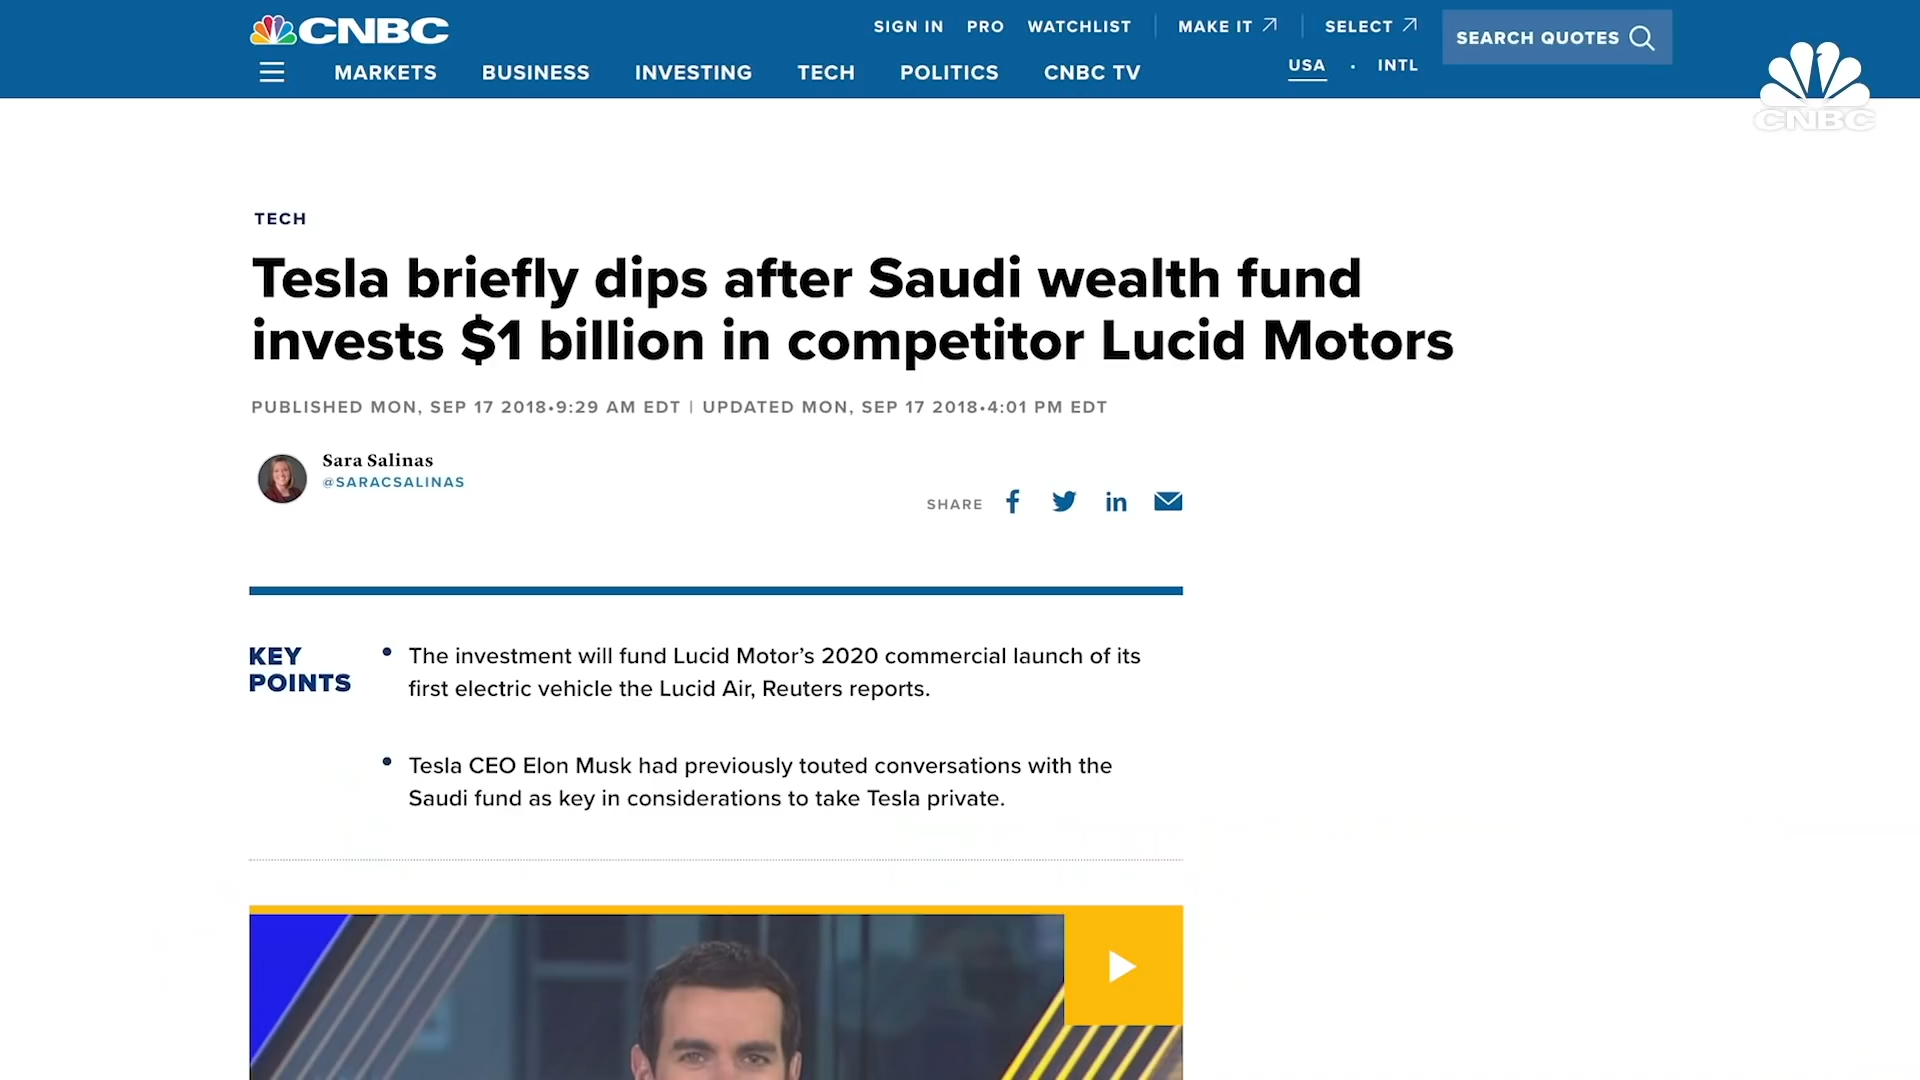 CNBC
SIGN IN PRO WATCHLIST MAKE IT SELECT
SEARCH QUOTES
MARKETS BUSINESS INVESTING TECH POLITICS CNBC TV
USA · INTL
CNBC
TECH
Tesla briefly dips after Saudi wealth fund
invests $1 billion in competitor Lucid Motors
PUBLISHED MON, SEP 17 2018•9:29 AM EDT | UPDATED MON, SEP 17 2018•4:01 PM EDT
Sara Salinas
@SARACSALINAS
SHARE
KEY
POINTS
• The investment will fund Lucid Motor’s 2020 commercial launch of its
first electric vehicle the Lucid Air, Reuters reports.
• Tesla CEO Elon Musk had previously touted conversations with the
Saudi fund as key in considerations to take Tesla private.